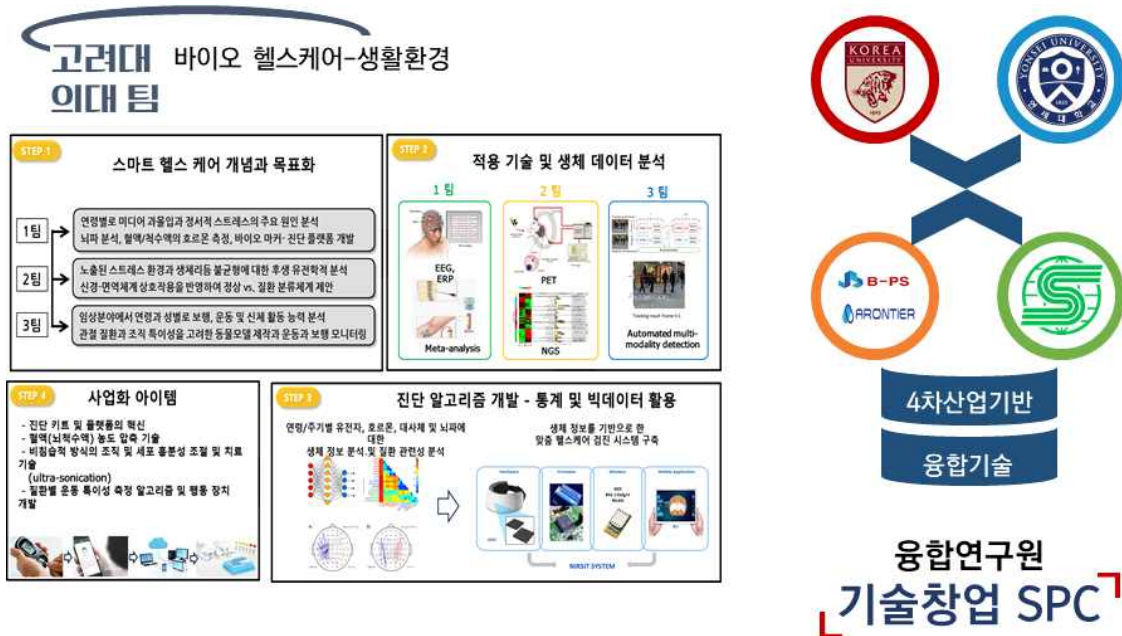 고려대
의대 팀
바이오 헬스케어-생활환경
STEP 1
스마트 헬스 케어 개념과 목표화
1팀
연령별로 미디어 과몰입과 정서적 스트레스의 주요 원인 분석
뇌파 분석, 혈액/척수액의 호르몬 측정, 바이오 마커- 진단 플랫폼 개발
2팀
노출된 스트레스 환경과 생체리듬 불균형에 대한 후생 유전학적 분석
신경-면역체계 상호작용을 반영하여 정상 vs. 질환 분류체계 제안
3팀
임상분야에서 연령과 성별로 보행, 운동 및 신체 활동 능력 분석
관절 질환과 조직 특이성을 고려한 동물모델 제작과 운동과 보행 모니터링
STEP 2
적용 기술 및 생체 데이터 분석
1 팀
EEG,
ERP
Meta-analysis
2 팀
PET
NGS
3 팀
Automated multi-
modality detection
STEP 4
사업화 아이템
- 진단 키트 및 플랫폼의 혁신
- 혈액(뇌척수액) 농도 압축 기술
- 비침습적 방식의 조직 및 세포 흥분성 조절 및 치료
기술
(ultra-sonication)
- 질환별 운동 특이성 측정 알고리즘 및 웹통 장치
개발
STEP 3
진단 알고리즘 개발 - 통계 및 빅데이터 활용
연령/주기별 유전자, 호르몬, 대사체 및 뇌파에
대한
생체 정보 분석 및 질환 관련성 분석
생체 정보를 기반으로 한
맞춤 헬스케어 검진 시스템 구축
NIRSIT SYSTEM
KOREA
UNIVERSITY
YONSEI UNIVERSITY
연세대학교
B-PS
ARONTIER
4차산업기반
융합기술
융합연구원
기술창업 SPC